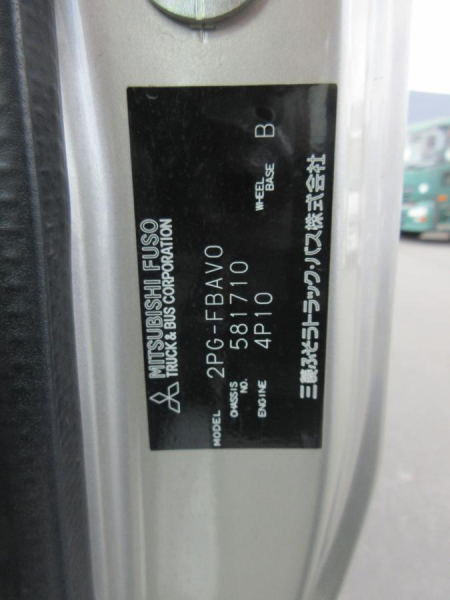 MITSUBISHI FUSO
TRUCK & BUS CORPORATION
MODEL 2PG-FBAV0
CHASSIS NO. 581710
ENGINE 4P10 WHEEL BASE B
三菱ふそうトラック・バス株式会社